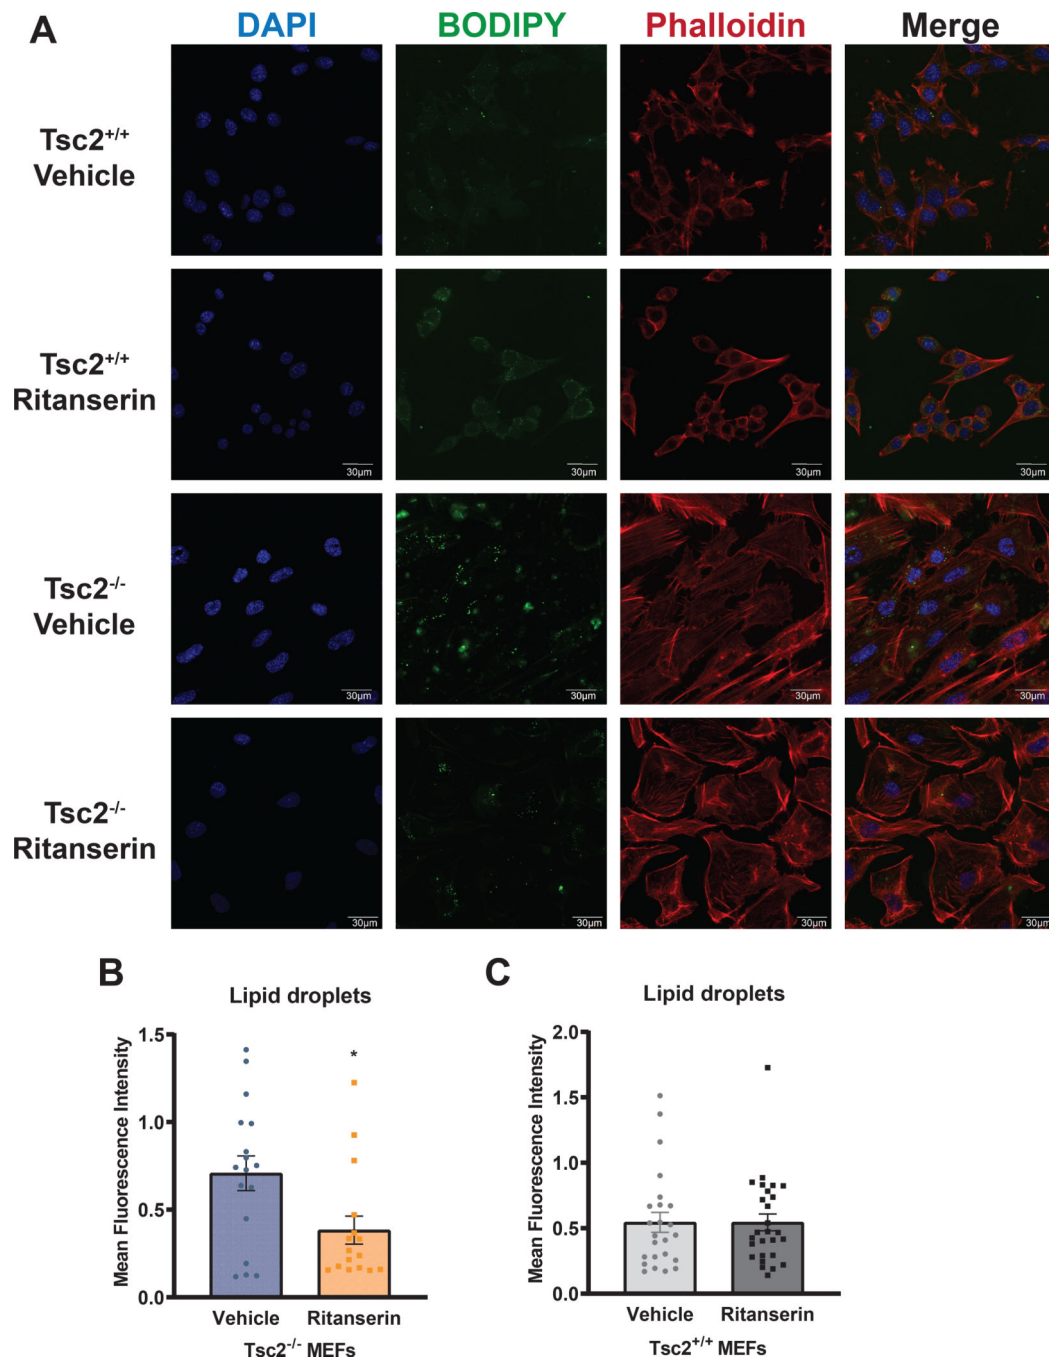 A
DAPI BODIPY Phalloidin Merge
Tsc2+/+
Vehicle
Tsc2+/+
Ritanserin
30μm 30μm 30μm 30μm
Tsc2-/-
Vehicle
30μm 30μm 30μm 30μm
Tsc2-/-
Ritanserin
30μm 30μm 30μm 30μm
B
Lipid droplets
Mean Fluorescence Intensity
1.5
*
1.0
0.5
0.0
Vehicle Ritanserin
Tsc2-/- MEFs
C
Lipid droplets
Mean Fluorescence Intensity
2.0
1.5
1.0
0.5
0.0
Vehicle Ritanserin
Tsc2+/+ MEFs